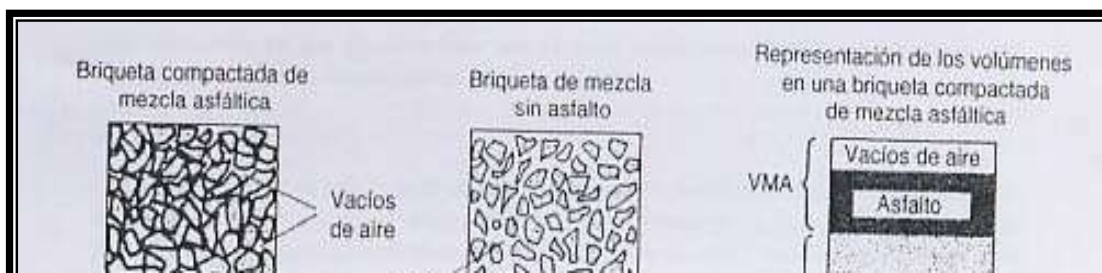 Briqueta compactada de
mezcla asfáltica
Vacíos
de aire
Briqueta de mezcla
sin asfalto
Representación de los volúmenes
en una briqueta compactada
de mezcla asfáltica
VMA
Vacíos de aire
Asfalto